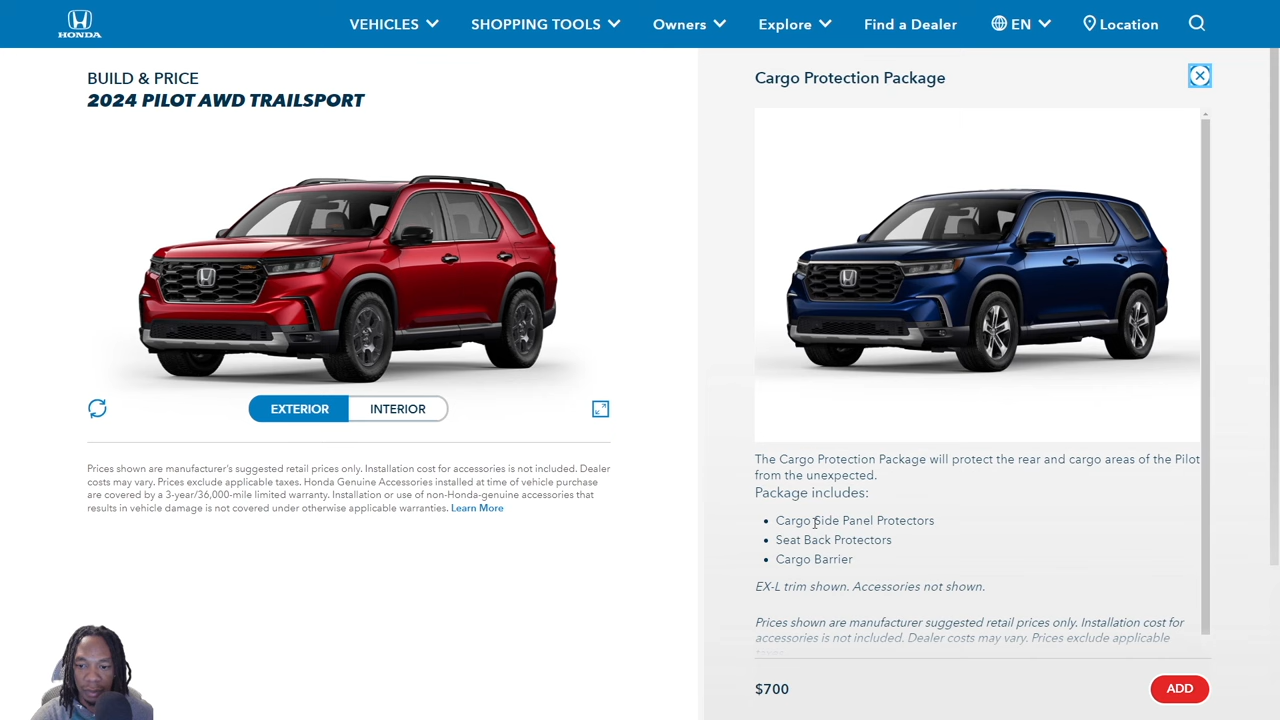 HONDA
VEHICLES
SHOPPING TOOLS
Owners
Explore
Find a Dealer
EN
Location
BUILD & PRICE
2024 PILOT AWD TRAILSPORT
EXTERIOR
INTERIOR
Prices shown are manufacturer's suggested retail prices only. Installation cost for accessories is not included. Dealer
costs may vary. Prices exclude applicable taxes. Honda Genuine Accessories installed at time of vehicle purchase
are covered by a 3-year/36,000-mile limited warranty. Installation or use of non-Honda-genuine accessories that
results in vehicle damage is not covered under otherwise applicable warranties. Learn More
Cargo Protection Package
The Cargo Protection Package will protect the rear and cargo areas of the Pilot
from the unexpected.
Package includes:
Cargo Side Panel Protectors
Seat Back Protectors
Cargo Barrier
EX-L trim shown. Accessories not shown.
Prices shown are manufacturer suggested retail prices only. Installation cost for
accessories is not included. Dealer costs may vary. Prices exclude applicable
$700
ADD